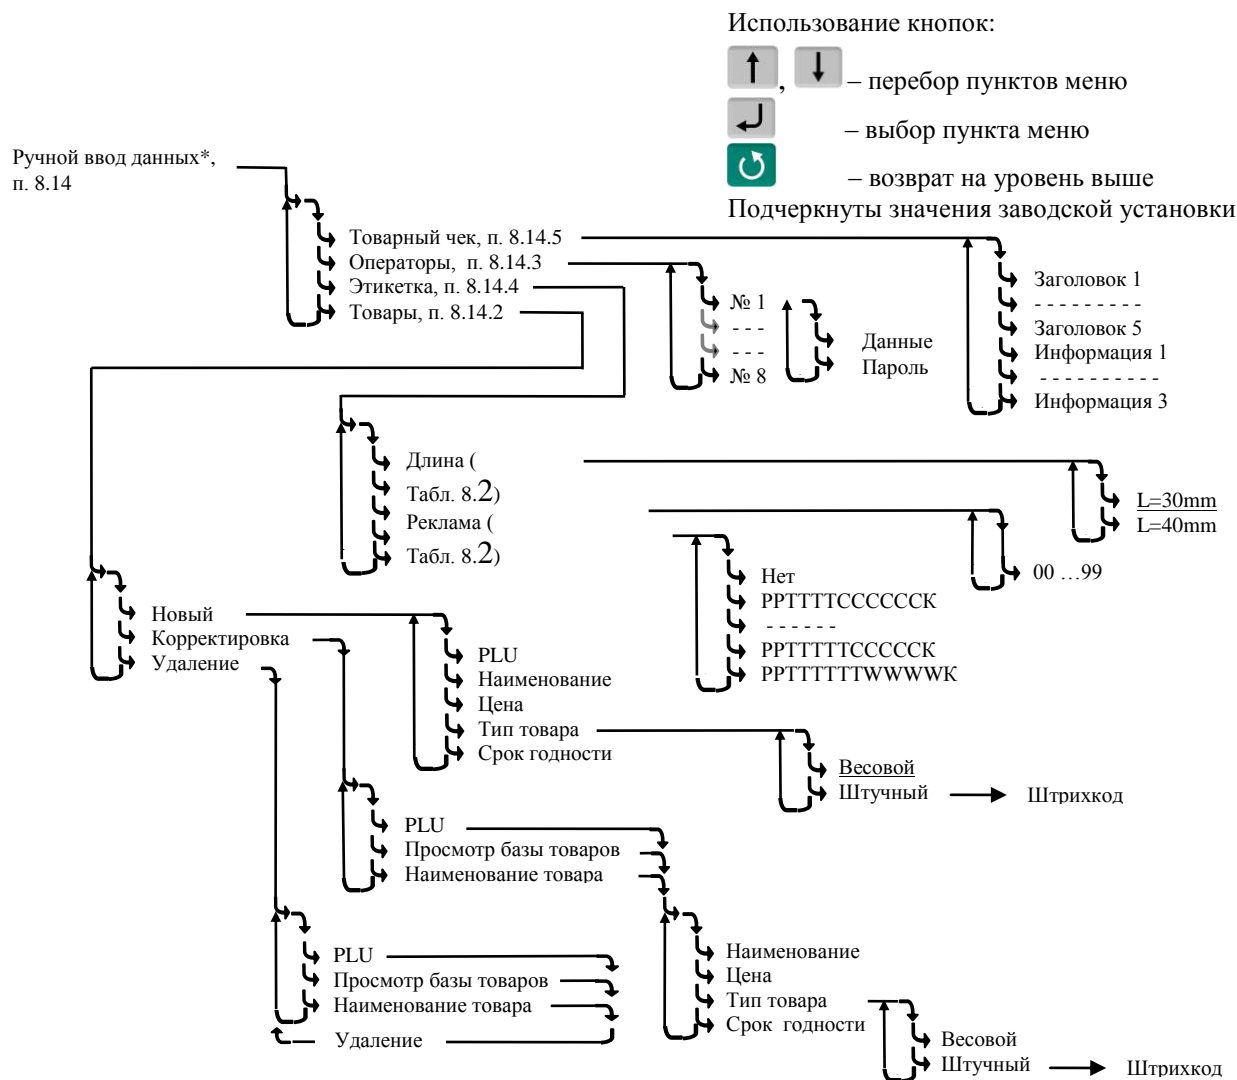 Использование кнопок:
, – перебор пунктов меню
– выбор пункта меню
– возврат на уровень выше
Подчеркнуты значения заводской установки
Ручной ввод данных*,
п. 8.14
Товарный чек, п. 8.14.5
Операторы, п. 8.14.3
Этикетка, п. 8.14.4
Товары, п. 8.14.2
№ 1
- - -
- - -
№ 8
Данные
Пароль
Заголовок 1
- - - - - - - - -
Заголовок 5
Информация 1
- - - - - - - - - -
Информация 3
Длина (
Табл. 8.2)
Реклама (
Табл. 8.2)
L=30mm
L=40mm
00 …99
Нет
РРТТТТССССССК
- - - - - -
РРТТТТТСССССК
РРТТТТТТWWWWК
Новый
Корректировка
Удаление
PLU
Наименование
Цена
Тип товара
Срок годности
Весовой
Штучный
Штрихкод
PLU
Просмотр базы товаров
Наименование товара
Наименование
Цена
Тип товара
Срок годности
Весовой
Штучный
Штрихкод
PLU
Просмотр базы товаров
Наименование товара
Удаление